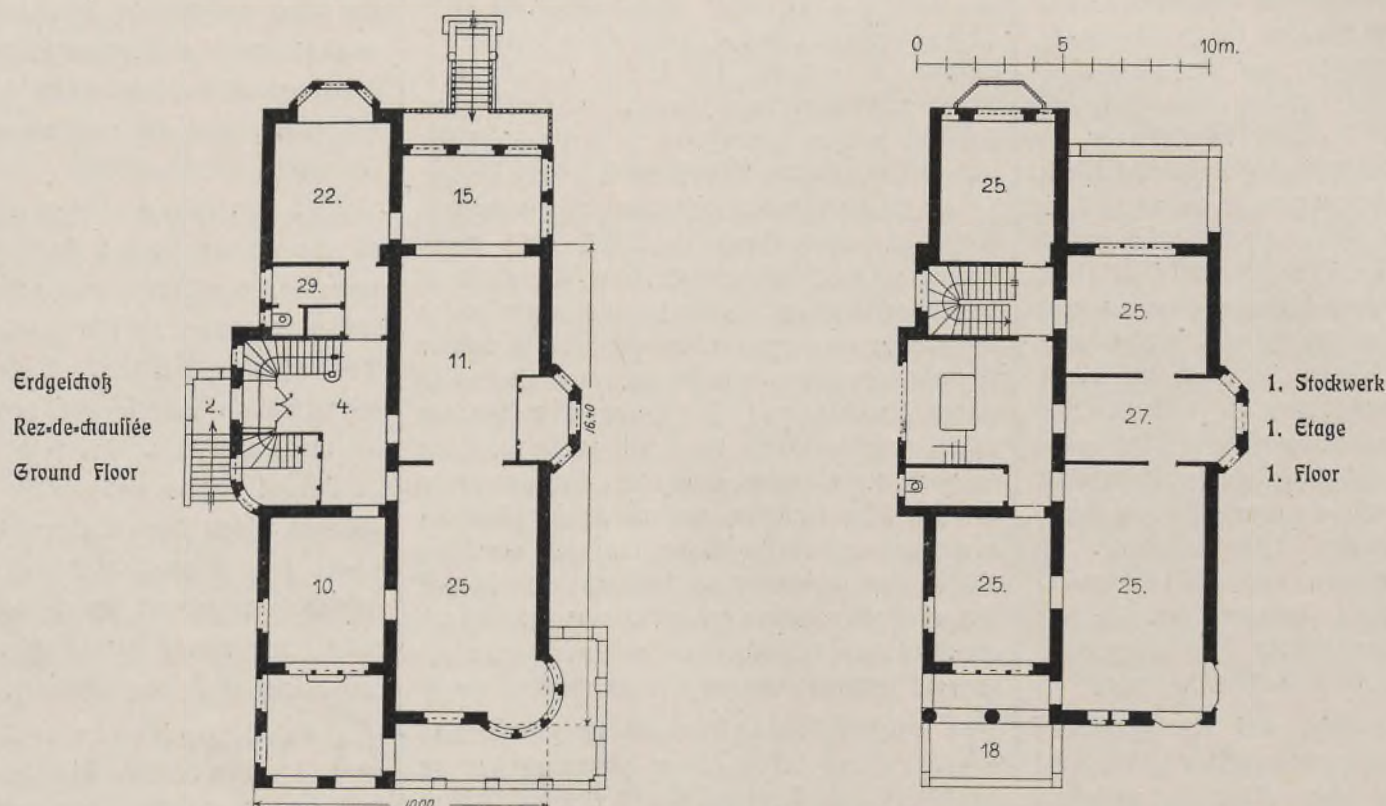 0 5 10m.
22.
15.
29.
11.
2.
4.
16,40
10.
25
1000
Erdgeschoß
Rez-de-chaussée
Ground Floor
25.
25.
27.
25.
25.
18
1. Stockwerk
1. Etage
1. Floor